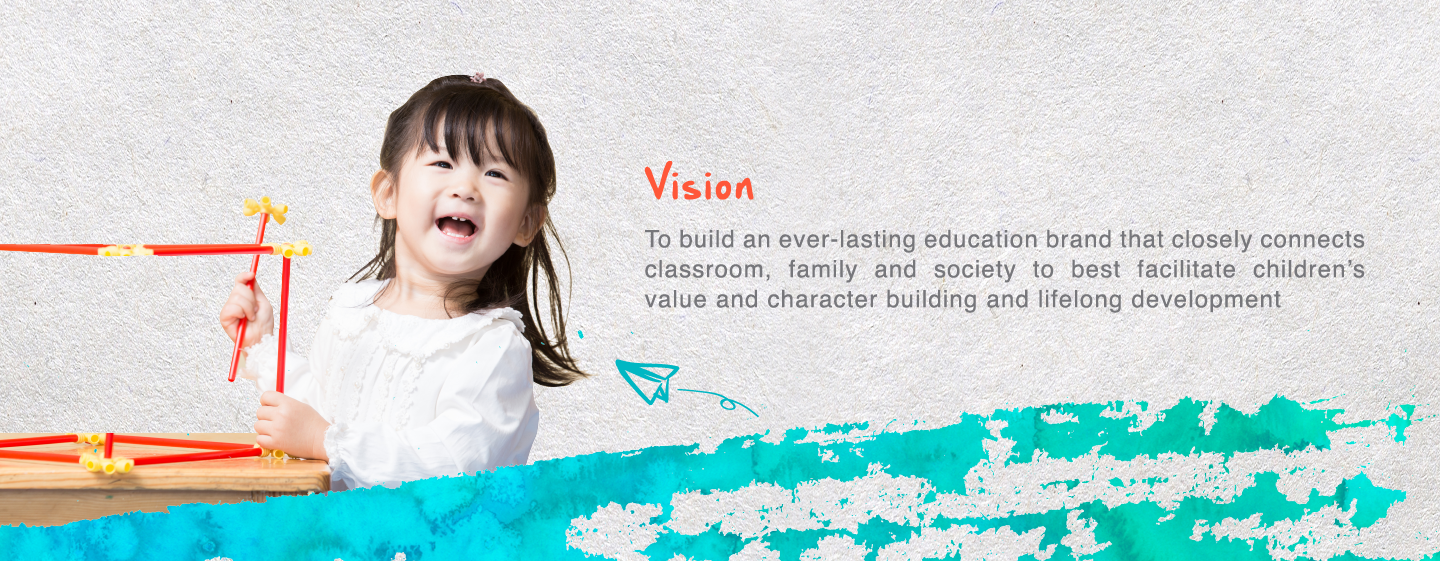 Vision
To build an ever-lasting education brand that closely connects
classroom, family and society to best facilitate children's
value and character building and lifelong development